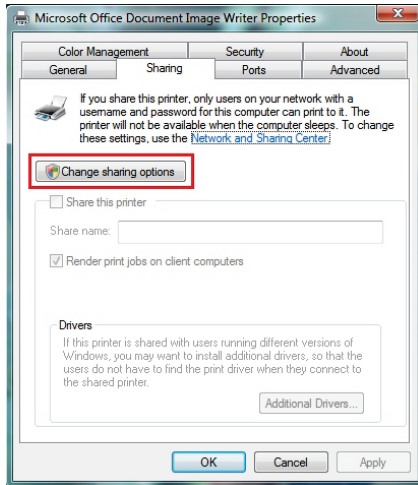 Microsoft Office Document Image Writer Properties
Color Management Security About
General Sharing Ports Advanced
If you share this printer, only users on your network with a
username and password for this computer can print to it. The
printer will not be available when the computer sleeps. To change
these settings, use the Network and Sharing Center.
Change sharing options
Share this printer
Share name:
Render print jobs on client computers
Drivers
If this printer is shared with users running different versions of
Windows, you may want to install additional drivers, so that the
users do not have to find the print driver when they connect to
the shared printer.
Additional Drivers...
OK Cancel Apply